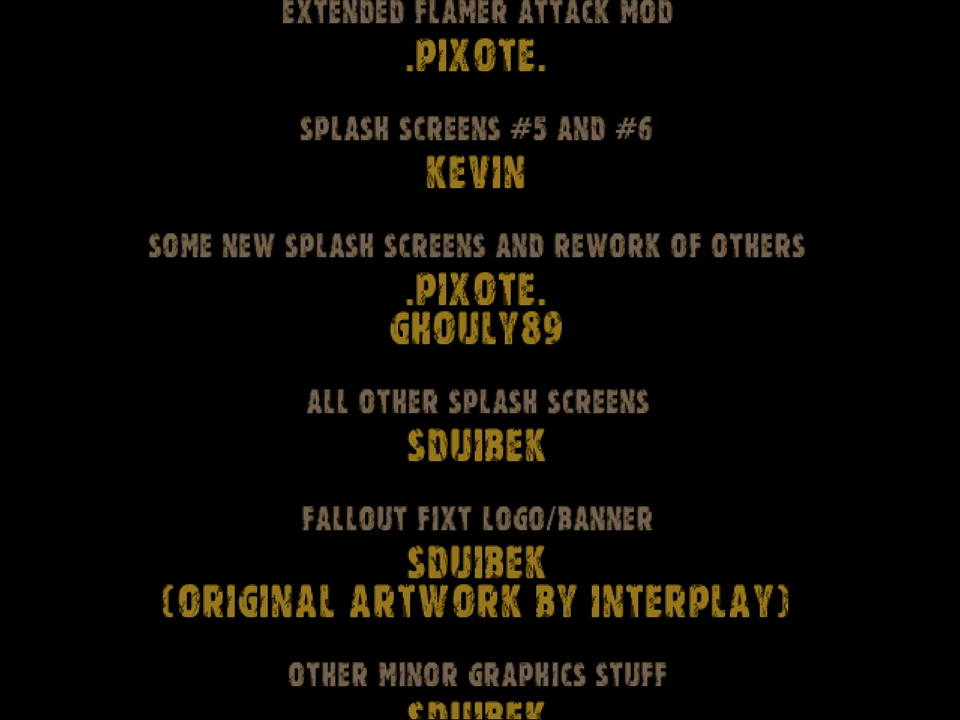 EXTENDED FLAMER ATTACK MOD
.PIXOTE.
SPLASH SCREENS #5 AND #6
KEVIN
SOME NEW SPLASH SCREENS AND REWORK OF OTHERS
.PIXOTE.
GHOULY89
ALL OTHER SPLASH SCREENS
SDUIBEK
FALLOUT FIXT LOGO/BANNER
SDUIBEK
(ORIGINAL ARTWORK BY INTERPLAY)
OTHER MINOR GRAPHICS STUFF
SDUIBEK